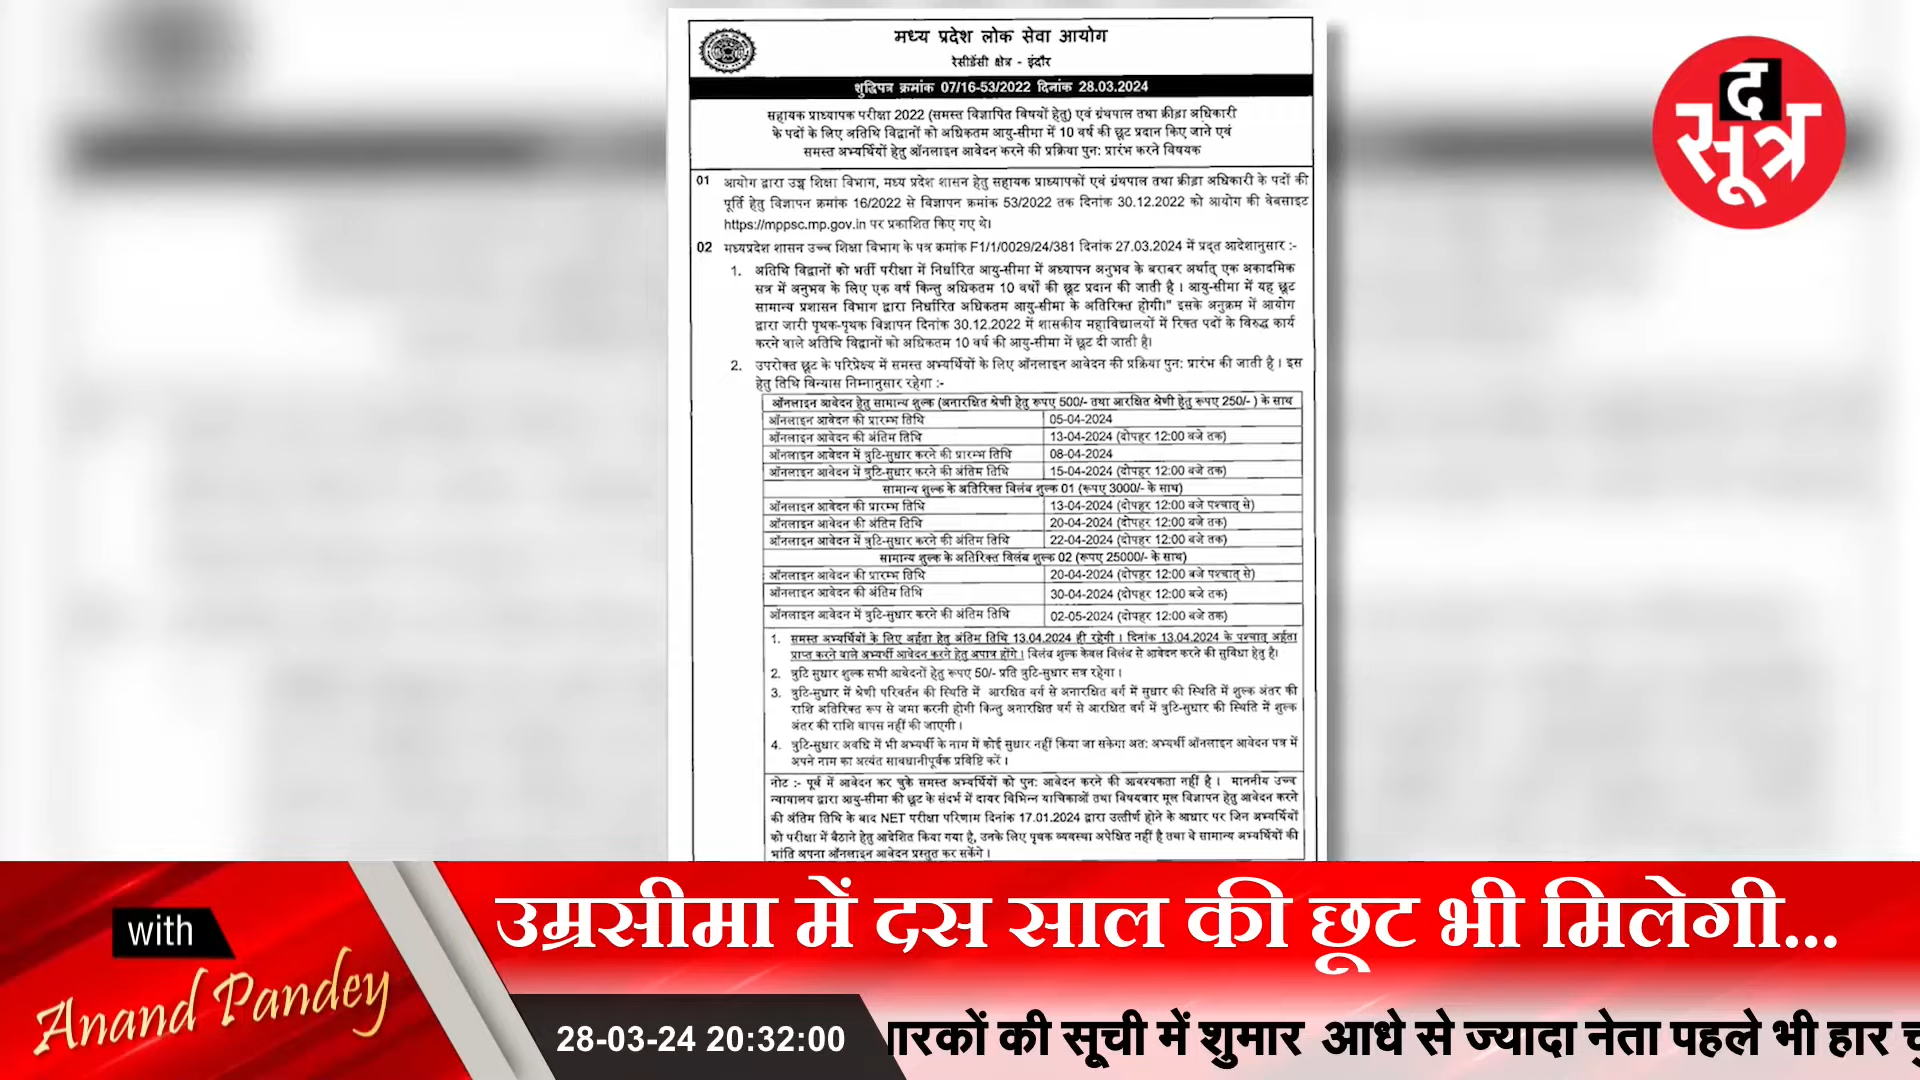 मध्य प्रदेश लोक सेवा आयोग
रेसीडेंसी क्षेत्र - इंदौर
शुद्धिपत्र क्रमांक 07/16-53/2022 दिनांक 28.03.2024
सहायक प्राध्यापक परीक्षा 2022 (समस्त विज्ञापित विषयों हेतु) एवं ग्रंथपाल तथा क्रीड़ा अधिकारी
के पदों के लिए अतिथि विद्वानों को अधिकतम आयु-सीमा में 10 वर्ष की छूट प्रदान किए जाने एवं
समस्त अभ्यर्थियों हेतु ऑनलाइन आवेदन करने की प्रक्रिया पुन: प्रारंभ करने विषयक
द
सूत्र
01 आयोग द्वारा उच्च शिक्षा विभाग, मध्य प्रदेश शासन हेतु सहायक प्राध्यापकों एवं ग्रंथपाल तथा क्रीड़ा अधिकारी के पदों की
पूर्ति हेतु विज्ञापन क्रमांक 16/2022 से विज्ञापन क्रमांक 53/2022 तक दिनांक 30.12.2022 को आयोग की वेबसाइट
https://mppsc.mp.gov.in पर प्रकाशित किए गए थे।
02 मध्यप्रदेश शासन उच्च शिक्षा विभाग के पत्र क्रमांक F1/1/0029/24/381 दिनांक 27.03.2024 में प्रदृत आदेशानुसार :-
1. अतिथि विद्वानों को भर्ती परीक्षा में निर्धारित आयु-सीमा में अध्यापन अनुभव के बराबर अर्थात् एक अकादमिक
सत्र में अनुभव के लिए एक वर्ष किन्तु अधिकतम 10 वर्षों की छूट प्रदान की जाती है । आयु-सीमा में यह छूट
सामान्य प्रशासन विभाग द्वारा निर्धारित अधिकतम आयु-सीमा के अतिरिक्त होगी।" इसके अनुक्रम में आयोग
द्वारा जारी पृथक-पृथक विज्ञापन दिनांक 30.12.2022 में शासकीय महाविद्यालयों में रिक्त पदों के विरुद्ध कार्य
करने वाले अतिथि विद्वानों को अधिकतम 10 वर्ष की आयु-सीमा में छूट दी जाती है।
2. उपरोक्त छूट के परिप्रेक्ष्य में समस्त अभ्यर्थियों के लिए ऑनलाइन आवेदन की प्रक्रिया पुन: प्रारंभ की जाती है । इस
हेतु तिथि विन्यास निम्नानुसार रहेगा :-
ऑनलाइन आवेदन हेतु सामान्य शुल्क (अनारक्षित श्रेणी हेतु रूपए 500/- तथा आरक्षित श्रेणी हेतु रूपए 250/- ) के साथ
ऑनलाइन आवेदन की प्रारम्भ तिथि 05-04-2024
ऑनलाइन आवेदन की अंतिम तिथि 13-04-2024 (दोपहर 12:00 बजे तक)
ऑनलाइन आवेदन में त्रुटि-सुधार करने की प्रारम्भ तिथि 08-04-2024
ऑनलाइन आवेदन में त्रुटि-सुधार करने की अंतिम तिथि 15-04-2024 (दोपहर 12:00 बजे तक)
सामान्य शुल्क के अतिरिक्त विलंब शुल्क 01 (रूपए 3000/- के साथ)
ऑनलाइन आवेदन की प्रारम्भ तिथि 13-04-2024 (दोपहर 12:00 बजे पश्चात् से)
ऑनलाइन आवेदन की अंतिम तिथि 20-04-2024 (दोपहर 12:00 बजे तक)
ऑनलाइन आवेदन में त्रुटि-सुधार करने की अंतिम तिथि 22-04-2024 (दोपहर 12:00 बजे तक)
सामान्य शुल्क के अतिरिक्त विलंब शुल्क 02 (रूपए 25000/- के साथ)
ऑनलाइन आवेदन की प्रारम्भ तिथि 20-04-2024 (दोपहर 12:00 बजे पश्चात् से)
ऑनलाइन आवेदन की अंतिम तिथि 30-04-2024 (दोपहर 12:00 बजे तक)
ऑनलाइन आवेदन में त्रुटि-सुधार करने की अंतिम तिथि 02-05-2024 (दोपहर 12:00 बजे तक)
1. समस्त अभ्यर्थियों के लिए अर्हता हेतु अंतिम तिथि 13.04.2024 ही रहेगी । दिनांक 13.04.2024 के पश्चात् अर्हता
प्राप्त करने वाले अभ्यर्थी आवेदन करने हेतु अपात्र होंगे । विलंब शुल्क केवल विलंब से आवेदन करने की सुविधा हेतु है।
2. त्रुटि सुधार शुल्क सभी आवेदनों हेतु रूपए 50/- प्रति त्रुटि-सुधार सत्र रहेगा ।
3. त्रुटि-सुधार में श्रेणी परिवर्तन की स्थिति में आरक्षित वर्ग से अनारक्षित वर्ग में सुधार की स्थिति में शुल्क अंतर की
राशि अतिरिक्त रूप से जमा करनी होगी किन्तु अनारक्षित वर्ग से आरक्षित वर्ग में त्रुटि-सुधार की स्थिति में शुल्क
अंतर की राशि वापस नहीं की जाएगी ।
4. त्रुटि-सुधार अवधि में भी अभ्यर्थी के नाम में कोई सुधार नहीं किया जा सकेगा अत: अभ्यर्थी ऑनलाइन आवेदन पत्र में
अपने नाम का अत्यंत सावधानीपूर्वक प्रविष्टि करें ।
नोट :- पूर्व में आवेदन कर चुके समस्त अभ्यर्थियों को पुन: आवेदन करने की आवश्यकता नहीं है । माननीय उच्च
न्यायालय द्वारा आयु-सीमा की छूट के संदर्भ में दायर विभिन्न याचिकाओं तथा विषयवार मूल विज्ञापन हेतु आवेदन करने
की अंतिम तिथि के बाद NET परीक्षा परिणाम दिनांक 17.01.2024 द्वारा उत्तीर्ण होने के आधार पर जिन अभ्यर्थियों
को परीक्षा में बैठाने हेतु आदेशित किया गया है, उनके लिए पृथक व्यवस्था अपेक्षित नहीं है तथा वे सामान्य अभ्यर्थियों की
भांति अपना ऑनलाइन आवेदन प्रस्तुत कर सकेंगे ।
उम्रसीमा में दस साल की छूट भी मिलेगी...
with
Anand Pandey
28-03-24 20:32:00
ारकों की सूची में शुमार आधे से ज्यादा नेता पहले भी हार